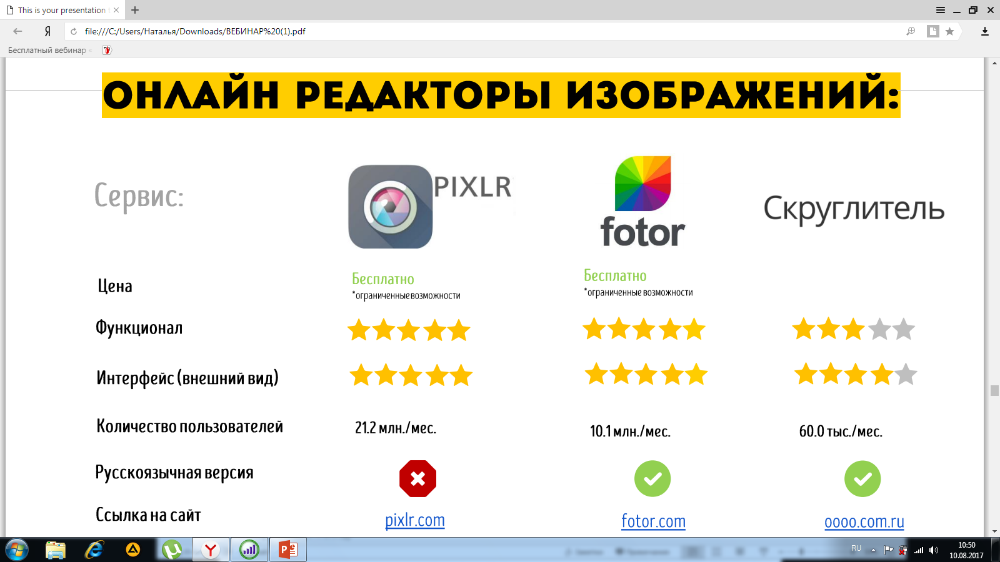 This is your presentation t
file:///C:/Users/Наталья/Downloads/ВЕБИНАР%20(1).pdf
Бесплатный вебинар
ОНЛАЙН РЕДАКТОРЫ ИЗОБРАЖЕНИЙ:
Сервис:
PIXLR
fotor
Скруглитель
Цена
Бесплатно
*ограниченные возможности
Бесплатно
*ограниченные возможности
Функционал
Интерфейс (внешний вид)
Количество пользователей
21.2 млн./мес.
10.1 млн./мес.
60.0 тыс./мес.
Русскоязычная версия
Ссылка на сайт
pixlr.com
fotor.com
oooo.com.ru
RU
10:50
10.08.2017